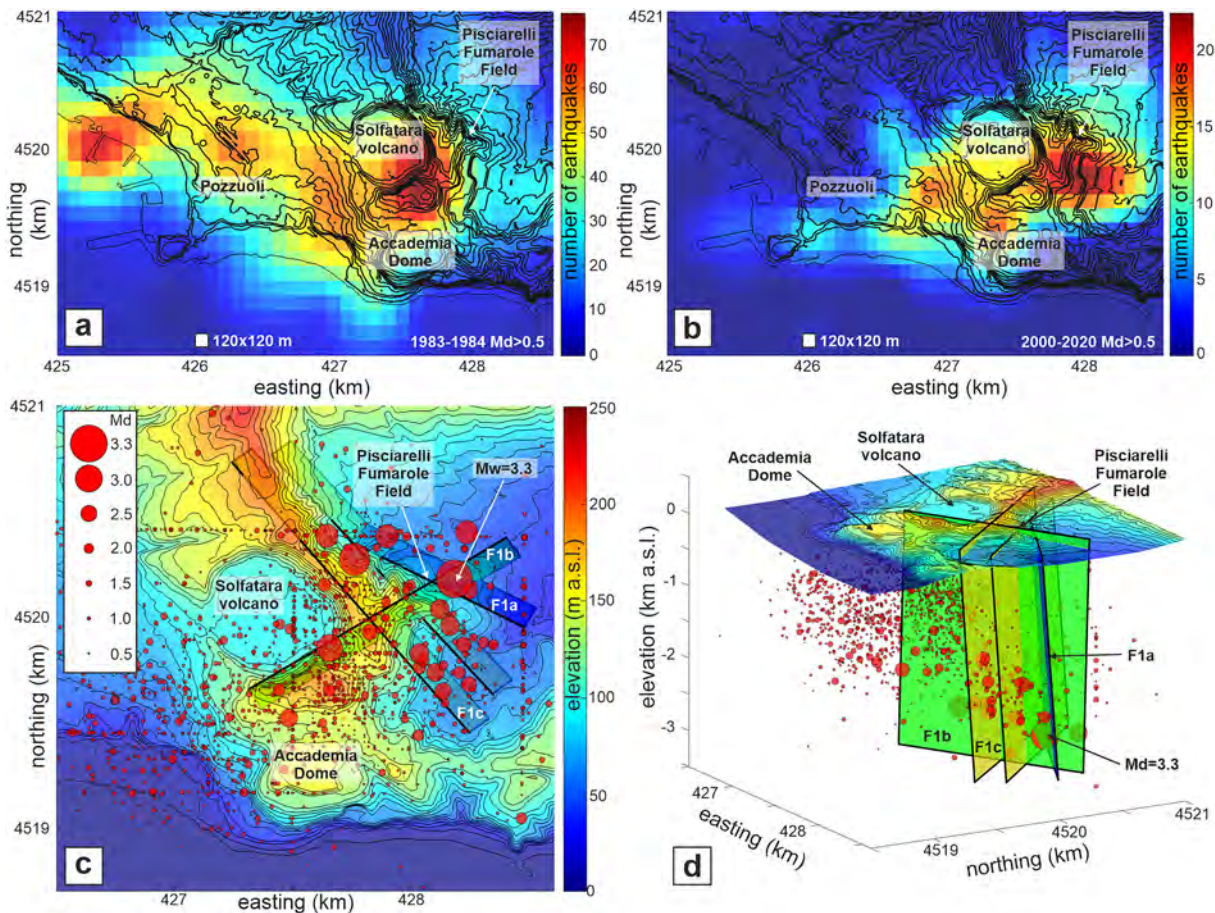 4521
4520
4519
northing
(km)
425
426
427
428
easting (km)
Pisciarelli
Fumarole
Field
Solfatara
volcano
Pozzuoli
Accademia
Dome
a
120x120 m
1983-1984 Md>0.5
70
60
50
40
30
20
10
0
number of earthquakes
4521
4520
4519
northing
(km)
425
426
427
428
easting (km)
Pisciarelli
Fumarole
Field
Solfatara
volcano
Pozzuoli
Accademia
Dome
b
120x120 m
2000-2020 Md>0.5
20
15
10
5
0
number of earthquakes
4521
4520
4519
northing (km)
427
428
easting (km)
Md
3.3
3.0
2.5
2.0
1.5
1.0
0.5
Pisciarelli
Fumarole
Field
Mw=3.3
F1b
F1a
F1c
Solfatara
volcano
Accademia
Dome
c
250
200
150
100
50
0
elevation (m a.s.l.)
Accademia
Dome
Solfatara
volcano
Pisciarelli
Fumarole
Field
0
-1
-2
-3
elevation (km a.s.l.)
F1a
F1b
F1c
Md=3.3
427
428
easting (km)
4519
4520
4521
northing (km)
d